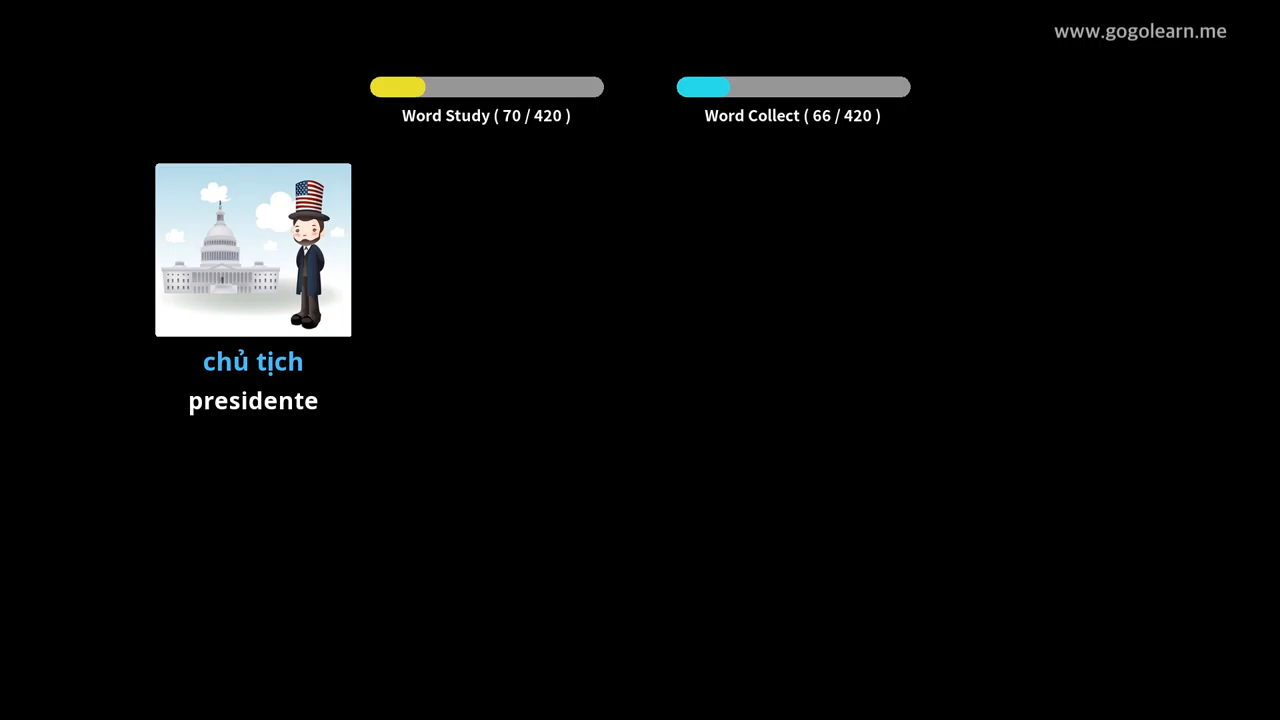 www.gogolearn.me
Word Study ( 70 / 420 )
Word Collect ( 66 / 420 )
chủ tịch
presidente